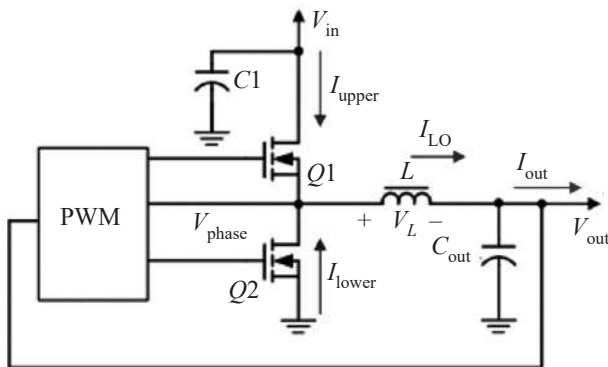 V_in
C1
I_upper
I_LO
Q1
L
I_out
PWM
V_phase
+ V_L −
C_out
V_out
Q2
I_lower